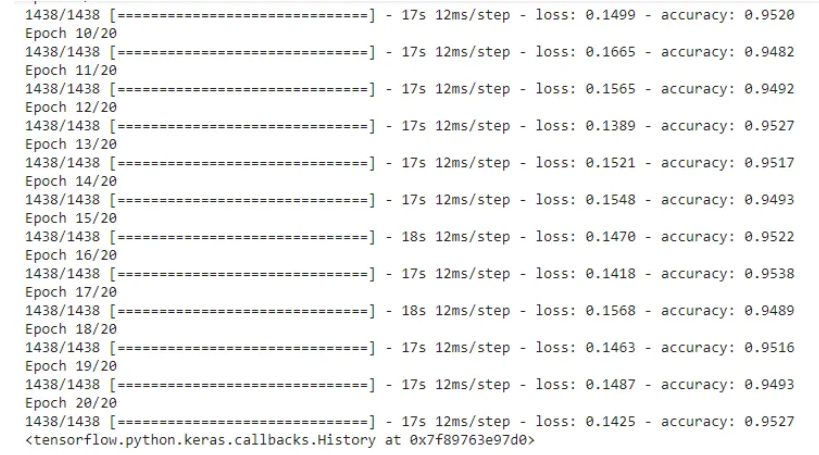 1438/1438 [==============================] - 17s 12ms/step - loss: 0.1499 - accuracy: 0.9520
Epoch 10/20
1438/1438 [==============================] - 17s 12ms/step - loss: 0.1665 - accuracy: 0.9482
Epoch 11/20
1438/1438 [==============================] - 17s 12ms/step - loss: 0.1565 - accuracy: 0.9492
Epoch 12/20
1438/1438 [==============================] - 17s 12ms/step - loss: 0.1389 - accuracy: 0.9527
Epoch 13/20
1438/1438 [==============================] - 17s 12ms/step - loss: 0.1521 - accuracy: 0.9517
Epoch 14/20
1438/1438 [==============================] - 17s 12ms/step - loss: 0.1548 - accuracy: 0.9493
Epoch 15/20
1438/1438 [==============================] - 18s 12ms/step - loss: 0.1470 - accuracy: 0.9522
Epoch 16/20
1438/1438 [==============================] - 17s 12ms/step - loss: 0.1418 - accuracy: 0.9538
Epoch 17/20
1438/1438 [==============================] - 18s 12ms/step - loss: 0.1568 - accuracy: 0.9489
Epoch 18/20
1438/1438 [==============================] - 17s 12ms/step - loss: 0.1463 - accuracy: 0.9516
Epoch 19/20
1438/1438 [==============================] - 17s 12ms/step - loss: 0.1487 - accuracy: 0.9493
Epoch 20/20
1438/1438 [==============================] - 17s 12ms/step - loss: 0.1425 - accuracy: 0.9527
<tensorflow.python.keras.callbacks.History at 0x7f89763e97d0>